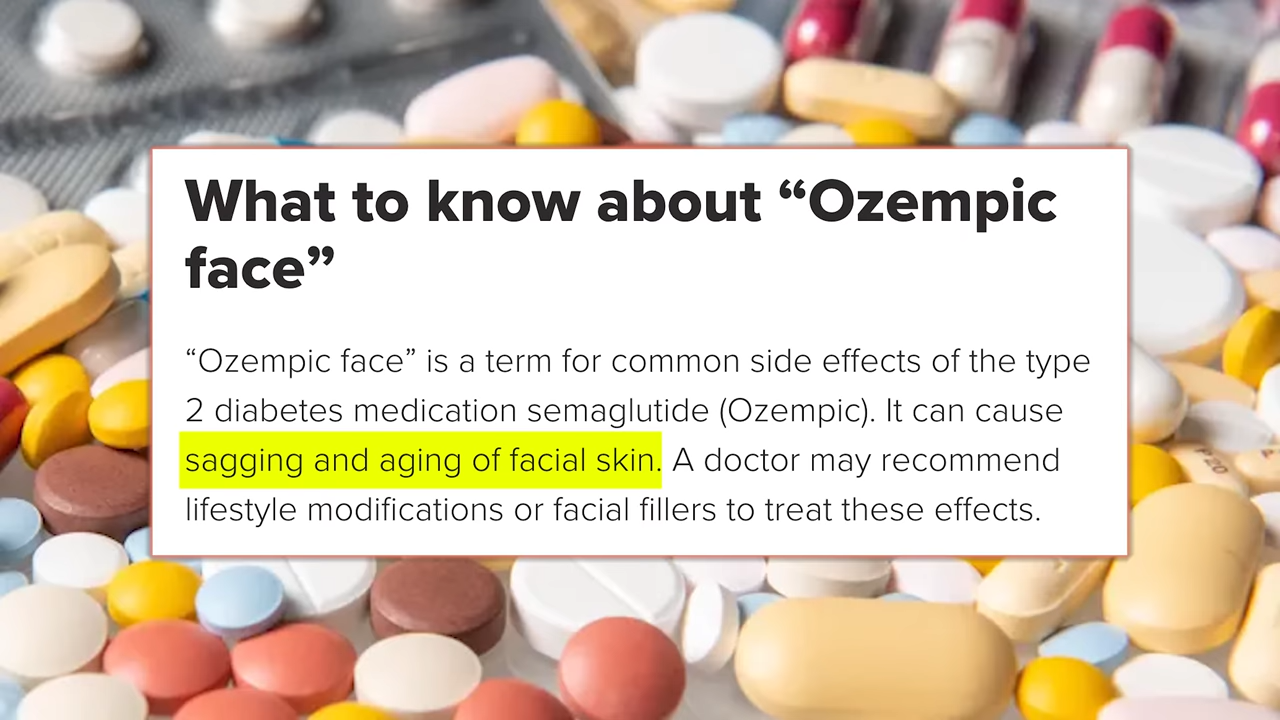 What to know about “Ozempic
face”
“Ozempic face” is a term for common side effects of the type
2 diabetes medication semaglutide (Ozempic). It can cause
sagging and aging of facial skin. A doctor may recommend
lifestyle modifications or facial fillers to treat these effects.